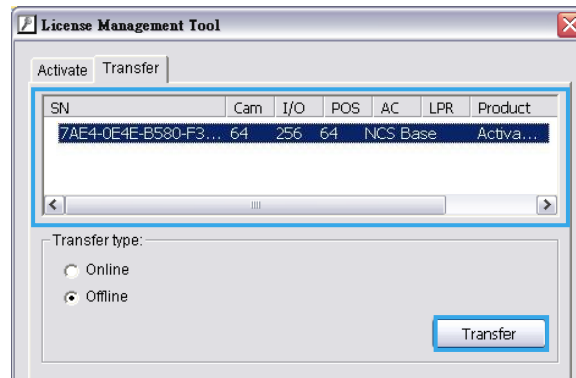 License Management Tool
Activate Transfer
SN Cam I/O POS AC LPR Product
7AE4-0E4E-B580-F3... 64 256 64 NCS Base Activa...
Transfer type:
Online
Offline
Transfer